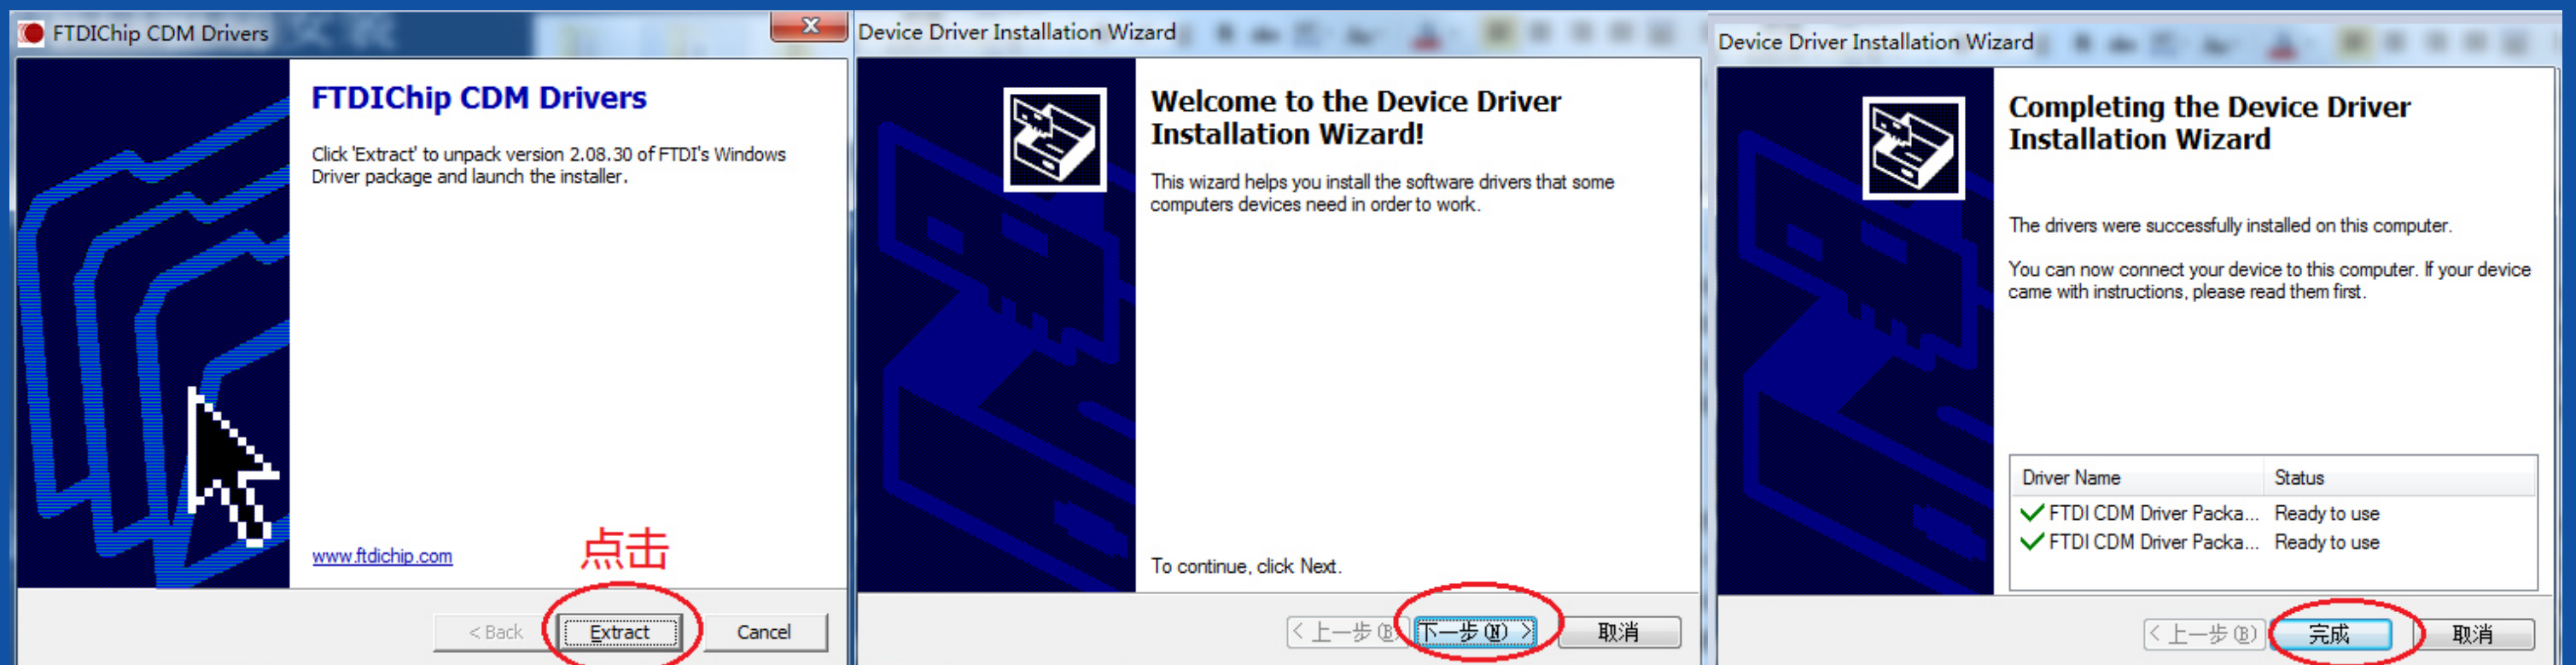 FTDIChip CDM Drivers
FTDIChip CDM Drivers
Click 'Extract' to unpack version 2.08.30 of FTDI's Windows
Driver package and launch the installer.
www.ftdichip.com
点击
< Back
Extract
Cancel
Device Driver Installation Wizard
Welcome to the Device Driver
Installation Wizard!
This wizard helps you install the software drivers that some
computers devices need in order to work.
To continue, click Next.
< 上一步(B)
下一步(N) >
取消
Device Driver Installation Wizard
Completing the Device Driver
Installation Wizard
The drivers were successfully installed on this computer.
You can now connect your device to this computer. If your device
came with instructions, please read them first.
Driver Name Status
FTDI CDM Driver Packa... Ready to use
FTDI CDM Driver Packa... Ready to use
< 上一步(B)
完成
取消